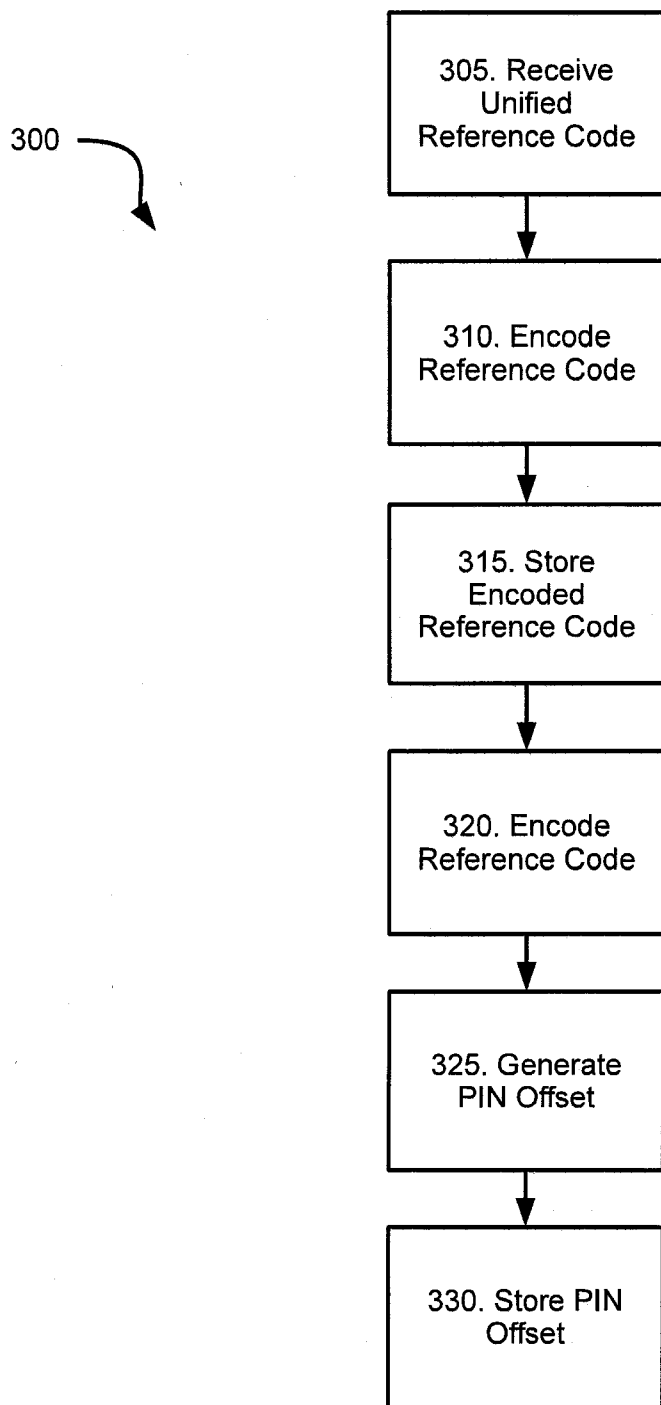 300
305. Receive
Unified
Reference Code
310. Encode
Reference Code
315. Store
Encoded
Reference Code
320. Encode
Reference Code
325. Generate
PIN Offset
330. Store PIN
Offset